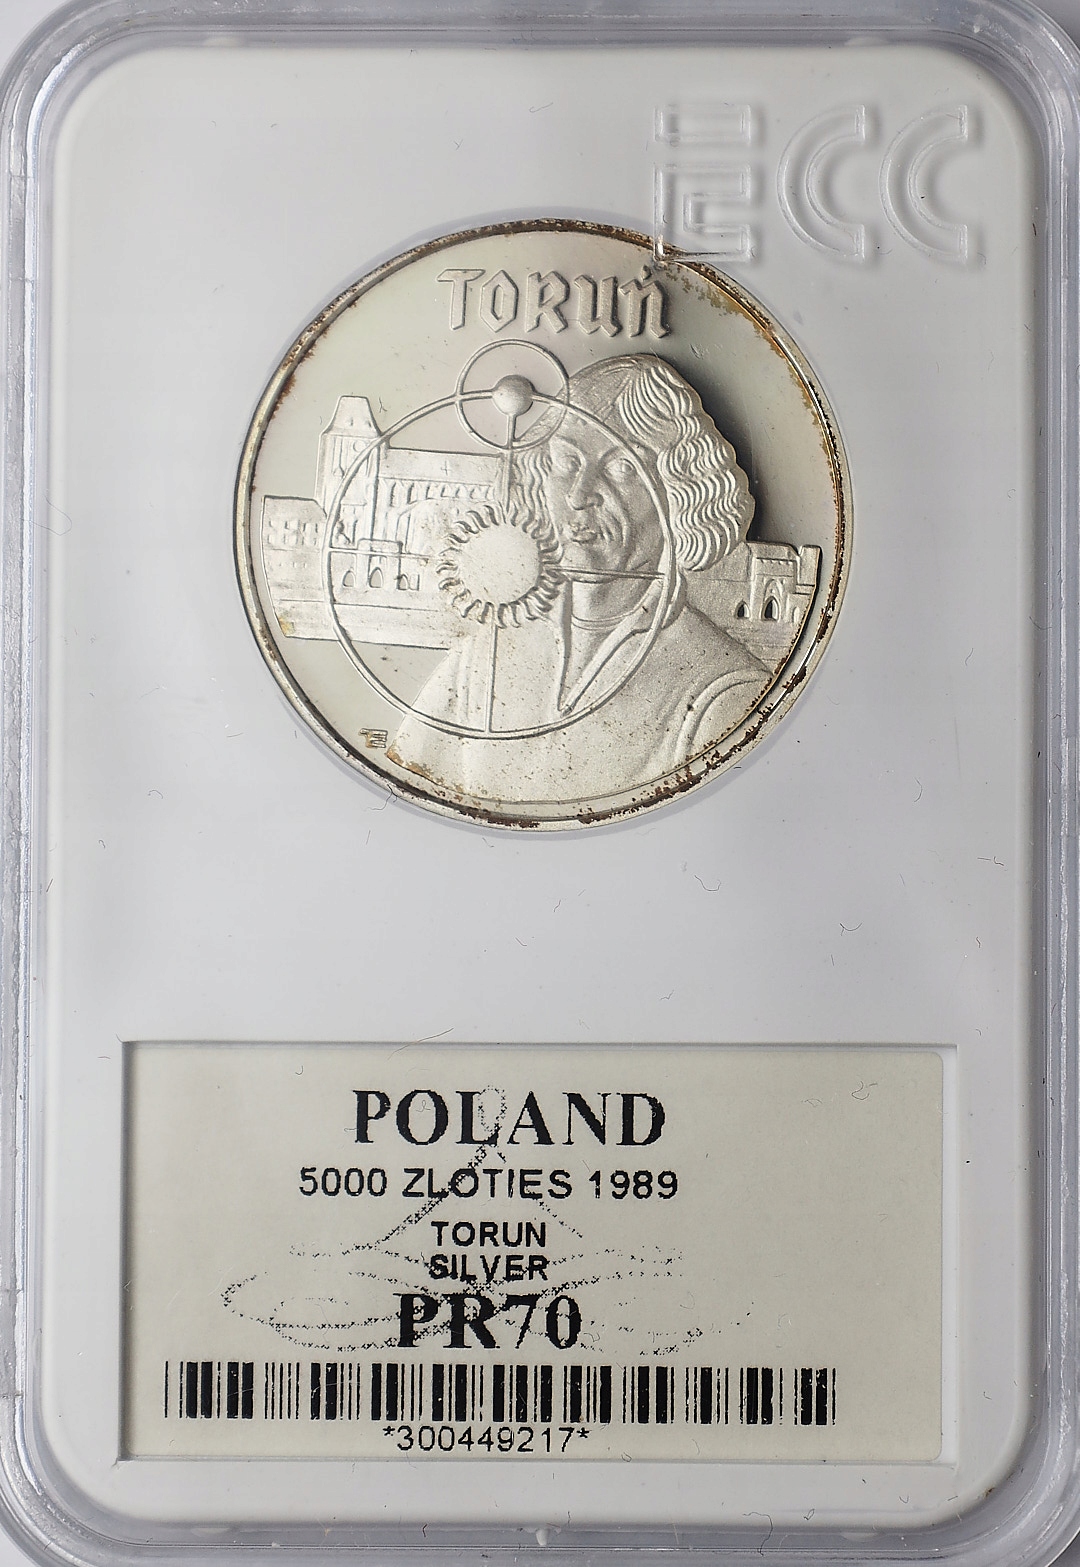 ECC
TORUŃ
POLAND
5000 ZLOTIES 1989
TORUN
SILVER
PR70
*300449217*